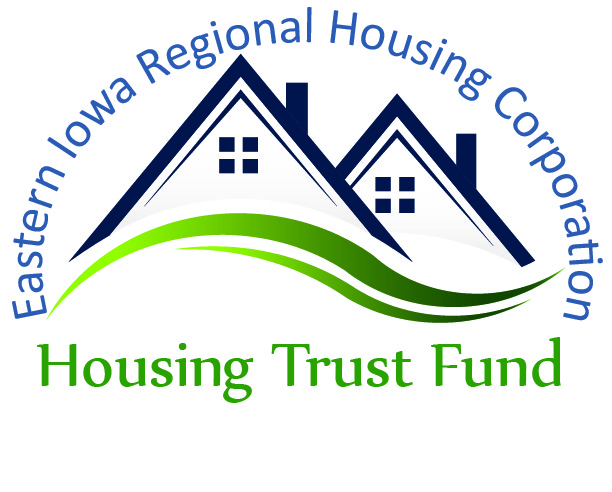 Eastern Iowa Regional Housing Corporation
Housing Trust Fund